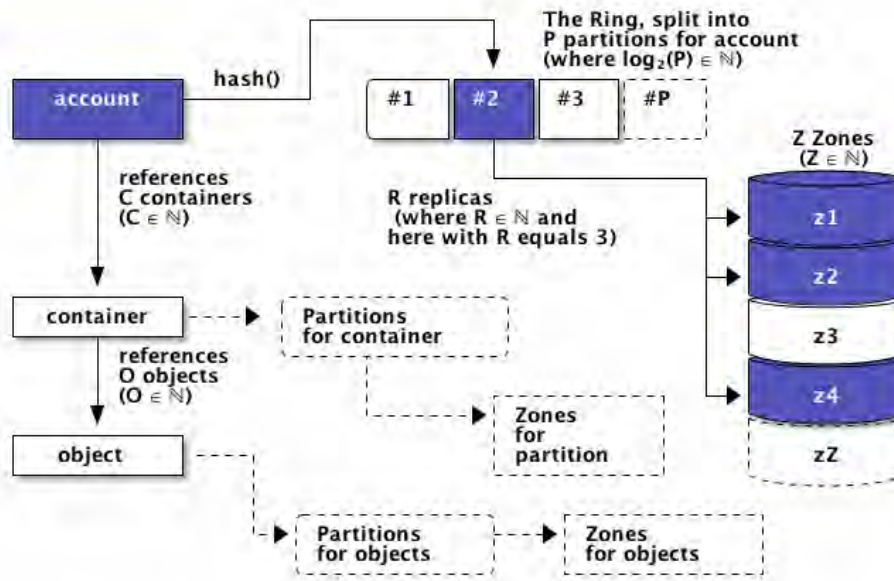 The Ring, split into
P partitions for account
(where log₂(P) ∈ ℕ)
hash()
account
#1
#2
#3
#P
Z Zones
(Z ∈ ℕ)
references
C containers
(C ∈ ℕ)
R replicas
(where R ∈ ℕ and
here with R equals 3)
z1
z2
z3
z4
zZ
container
Partitions
for container
references
O objects
(O ∈ ℕ)
Zones
for
partition
object
Partitions
for objects
Zones
for objects